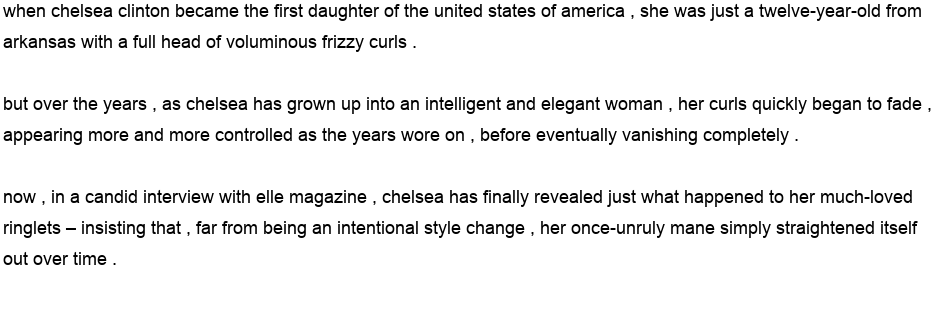 when chelsea clinton became the first daughter of the united states of america , she was just a twelve-year-old from
arkansas with a full head of voluminous frizzy curls .
but over the years , as chelsea has grown up into an intelligent and elegant woman , her curls quickly began to fade ,
appearing more and more controlled as the years wore on , before eventually vanishing completely .
now , in a candid interview with elle magazine , chelsea has finally revealed just what happened to her much-loved
ringlets – insisting that , far from being an intentional style change , her once-unruly mane simply straightened itself
out over time .